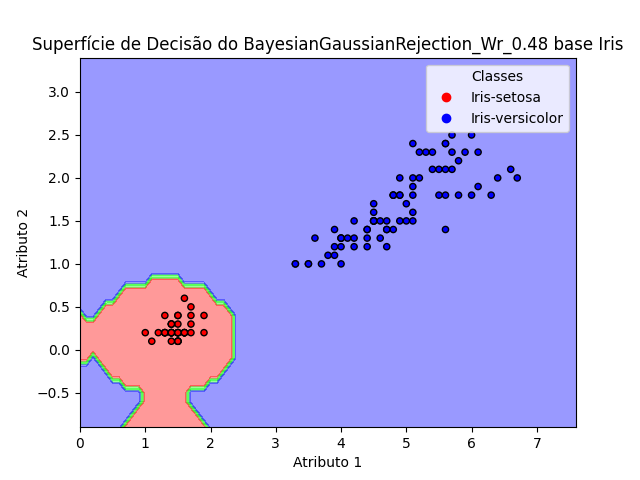 Superfície de Decisão do BayesianGaussianRejection_Wr_0.48 base Iris
Classes
Iris-setosa
Iris-versicolor
Atributo 2
3.0
2.5
2.0
1.5
1.0
0.5
0.0
−0.5
0 1 2 3 4 5 6 7
Atributo 1